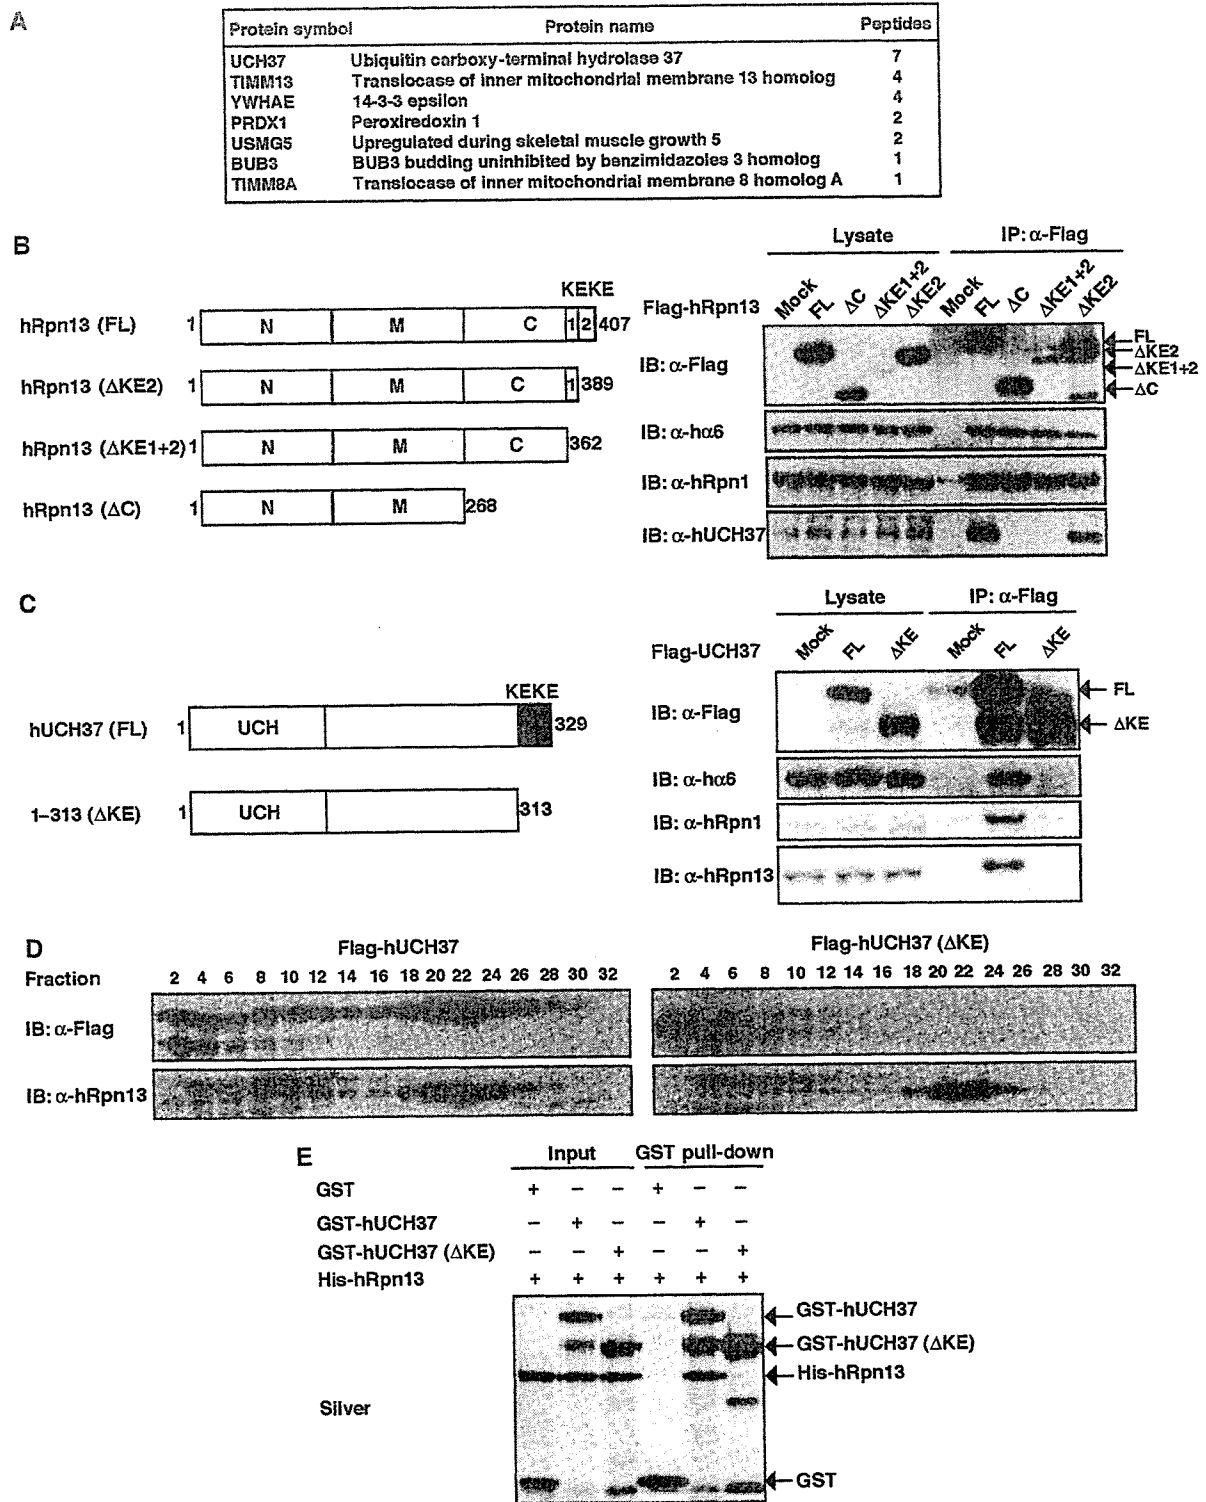 A
Protein symbol Protein name Peptides
UCH37 Ubiquitin carboxy-terminal hydrolase 37 7
TIMM13 Translocase of inner mitochondrial membrane 13 homolog 4
YWHAE 14-3-3 epsilon 4
PRDX1 Peroxiredoxin 1 2
USMG5 Upregulated during skeletal muscle growth 5 2
BUB3 BUB3 budding uninhibited by benzimidazoles 3 homolog 1
TIMM8A Translocase of inner mitochondrial membrane 8 homolog A 1
B
KEKE
hRpn13 (FL) 1 N M C 1 2 407
hRpn13 (ΔKE2) 1 N M C 1 389
hRpn13 (ΔKE1+2) 1 N M C 362
hRpn13 (ΔC) 1 N M 268
Lysate IP: α-Flag
Flag-hRpn13 Mock FL ΔC ΔKE1+2 ΔKE2 Mock FL ΔC ΔKE1+2 ΔKE2
IB: α-Flag
FL
ΔKE2
ΔKE1+2
ΔC
IB: α-hα6
IB: α-hRpn1
IB: α-hUCH37
C
KEKE
hUCH37 (FL) 1 UCH 329
1–313 (ΔKE) 1 UCH 313
Lysate IP: α-Flag
Flag-UCH37 Mock FL ΔKE Mock FL ΔKE
IB: α-Flag
FL
ΔKE
IB: α-hα6
IB: α-hRpn1
IB: α-hRpn13
D
Flag-hUCH37 Flag-hUCH37 (ΔKE)
Fraction 2 4 6 8 10 12 14 16 18 20 22 24 26 28 30 32 2 4 6 8 10 12 14 16 18 20 22 24 26 28 30 32
IB: α-Flag
IB: α-hRpn13
E
Input GST pull-down
GST + − − + − −
GST-hUCH37 − + − − + −
GST-hUCH37 (ΔKE) − − + − − +
His-hRpn13 + + + + + +
GST-hUCH37
GST-hUCH37 (ΔKE)
His-hRpn13
Silver
GST